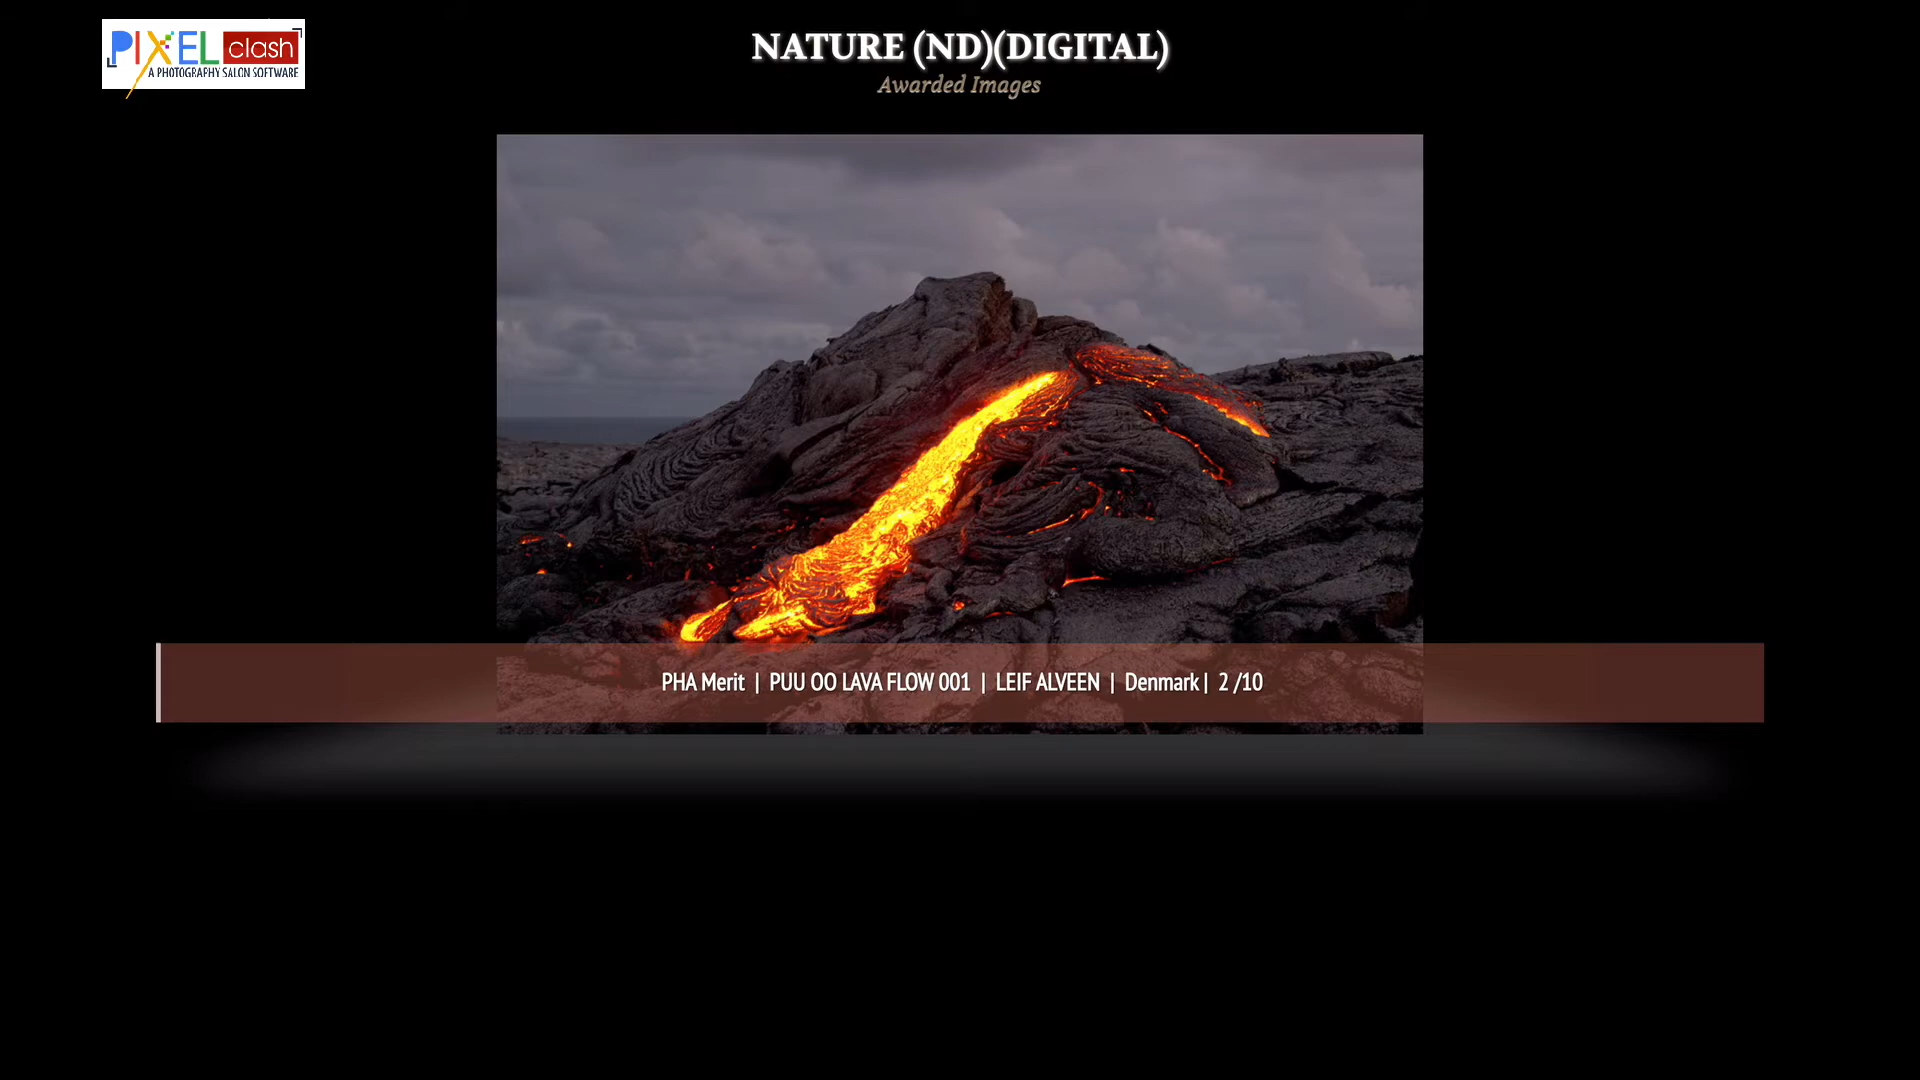 PIXEL clash
A PHOTOGRAPHY SALON SOFTWARE
NATURE (ND)(DIGITAL)
Awarded Images
PHA Merit | PUU OO LAVA FLOW 001 | LEIF ALVEEN | Denmark | 2 /10